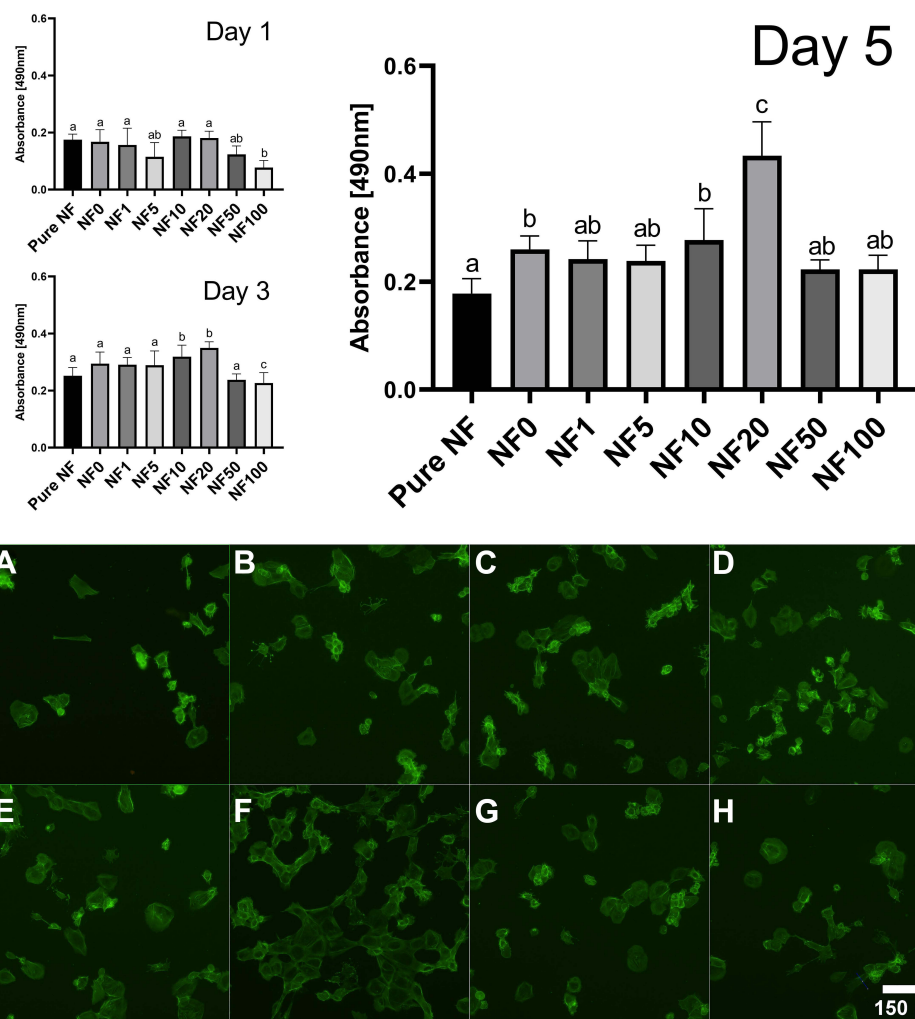 Day 1
Absorbance [490nm]
0.6
0.4
0.2
0.0
a a a ab a a ab b
Pure NF NF0 NF1 NF5 NF10 NF20 NF50 NF100
Day 3
Absorbance [490nm]
0.6
0.4
0.2
0.0
a a a a b b a c
Pure NF NF0 NF1 NF5 NF10 NF20 NF50 NF100
Day 5
Absorbance [490nm]
0.6
0.4
0.2
0.0
a b ab ab b c ab ab
Pure NF NF0 NF1 NF5 NF10 NF20 NF50 NF100
A B C D
E F G H
150